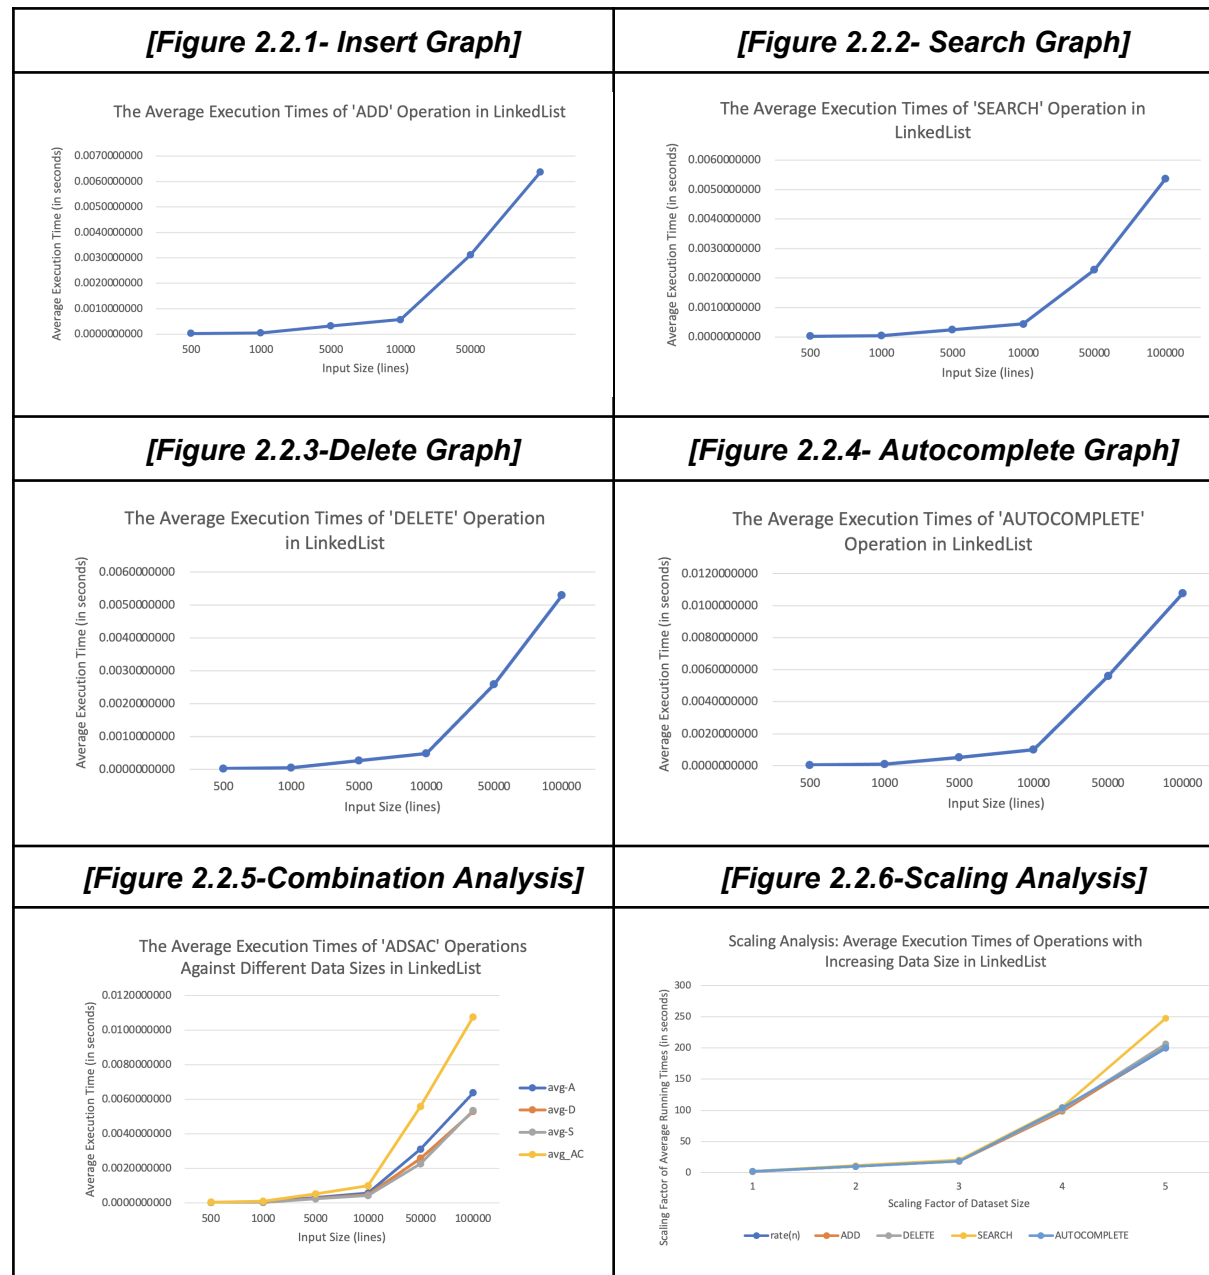 [Figure 2.2.1- Insert Graph]
[Figure 2.2.2- Search Graph]
The Average Execution Times of 'ADD' Operation in LinkedList
Average Execution Time (in seconds)
0.0070000000
0.0060000000
0.0050000000
0.0040000000
0.0030000000
0.0020000000
0.0010000000
0.0000000000
500 1000 5000 10000 50000
Input Size (lines)
The Average Execution Times of 'SEARCH' Operation in
LinkedList
Average Execution Time (in seconds)
0.0060000000
0.0050000000
0.0040000000
0.0030000000
0.0020000000
0.0010000000
0.0000000000
500 1000 5000 10000 50000 100000
Input Size (lines)
[Figure 2.2.3-Delete Graph]
[Figure 2.2.4- Autocomplete Graph]
The Average Execution Times of 'DELETE' Operation
in LinkedList
Average Execution Time (in seconds)
0.0060000000
0.0050000000
0.0040000000
0.0030000000
0.0020000000
0.0010000000
0.0000000000
500 1000 5000 10000 50000 100000
Input Size (lines)
The Average Execution Times of 'AUTOCOMPLETE'
Operation in LinkedList
Average Execution Time (in seconds)
0.0120000000
0.0100000000
0.0080000000
0.0060000000
0.0040000000
0.0020000000
0.0000000000
500 1000 5000 10000 50000 100000
Input Size (lines)
[Figure 2.2.5-Combination Analysis]
[Figure 2.2.6-Scaling Analysis]
The Average Execution Times of 'ADSAC' Operations
Against Different Data Sizes in LinkedList
Average Execution Time (in seconds)
0.0120000000
0.0100000000
0.0080000000
0.0060000000
0.0040000000
0.0020000000
0.0000000000
500 1000 5000 10000 50000 100000
Input Size (lines)
avg-A
avg-D
avg-S
avg_AC
Scaling Analysis: Average Execution Times of Operations with
Increasing Data Size in LinkedList
Scaling Factor of Average Running Times (in seconds)
300
250
200
150
100
50
0
1 2 3 4 5
Scaling Factor of Dataset Size
rate(n) ADD DELETE SEARCH AUTOCOMPLETE